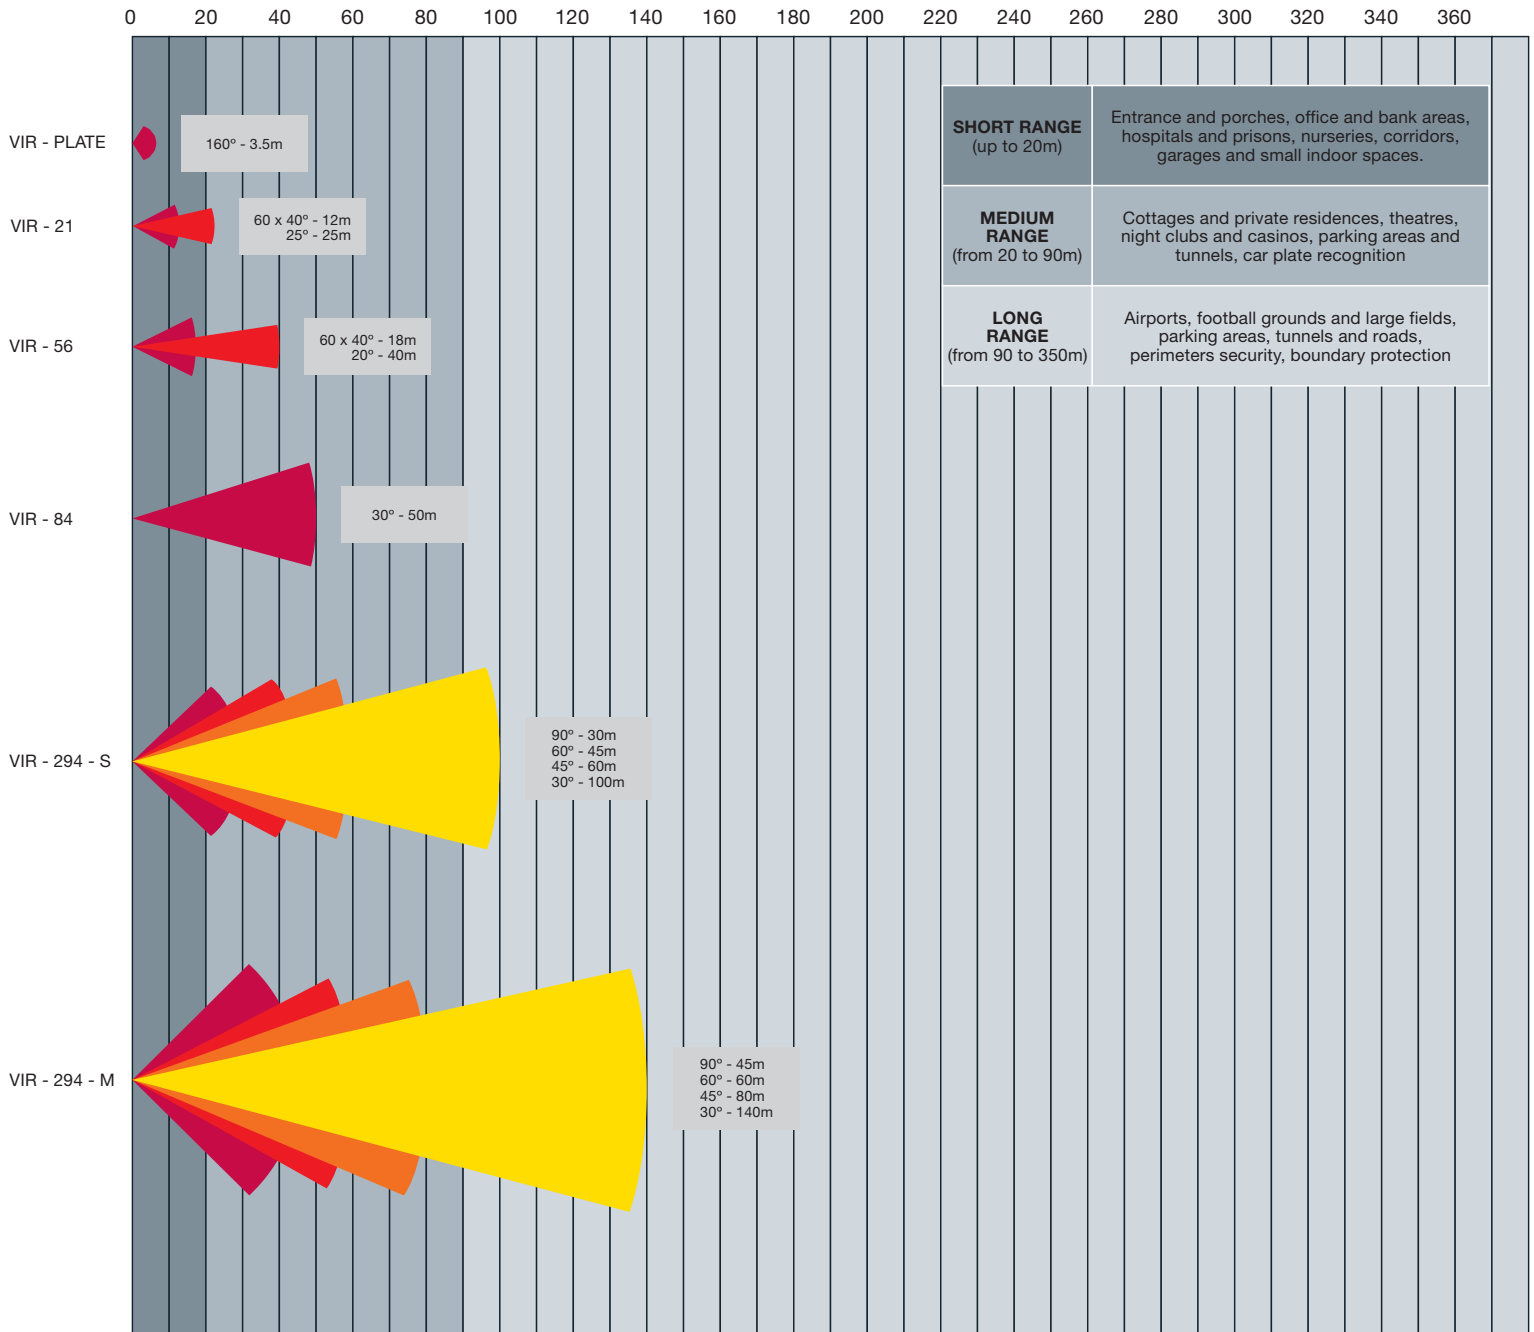 0 20 40 60 80 100 120 140 160 180 200 220 240 260 280 300 320 340 360
SHORT RANGE
(up to 20m)
Entrance and porches, office and bank areas,
hospitals and prisons, nurseries, corridors,
garages and small indoor spaces.
MEDIUM
RANGE
(from 20 to 90m)
Cottages and private residences, theatres,
night clubs and casinos, parking areas and
tunnels, car plate recognition
LONG
RANGE
(from 90 to 350m)
Airports, football grounds and large fields,
parking areas, tunnels and roads,
perimeters security, boundary protection
VIR - PLATE
160º - 3.5m
VIR - 21
60 x 40º - 12m
25º - 25m
VIR - 56
60 x 40º - 18m
20º - 40m
VIR - 84
30º - 50m
VIR - 294 - S
90º - 30m
60º - 45m
45º - 60m
30º - 100m
VIR - 294 - M
90º - 45m
60º - 60m
45º - 80m
30º - 140m